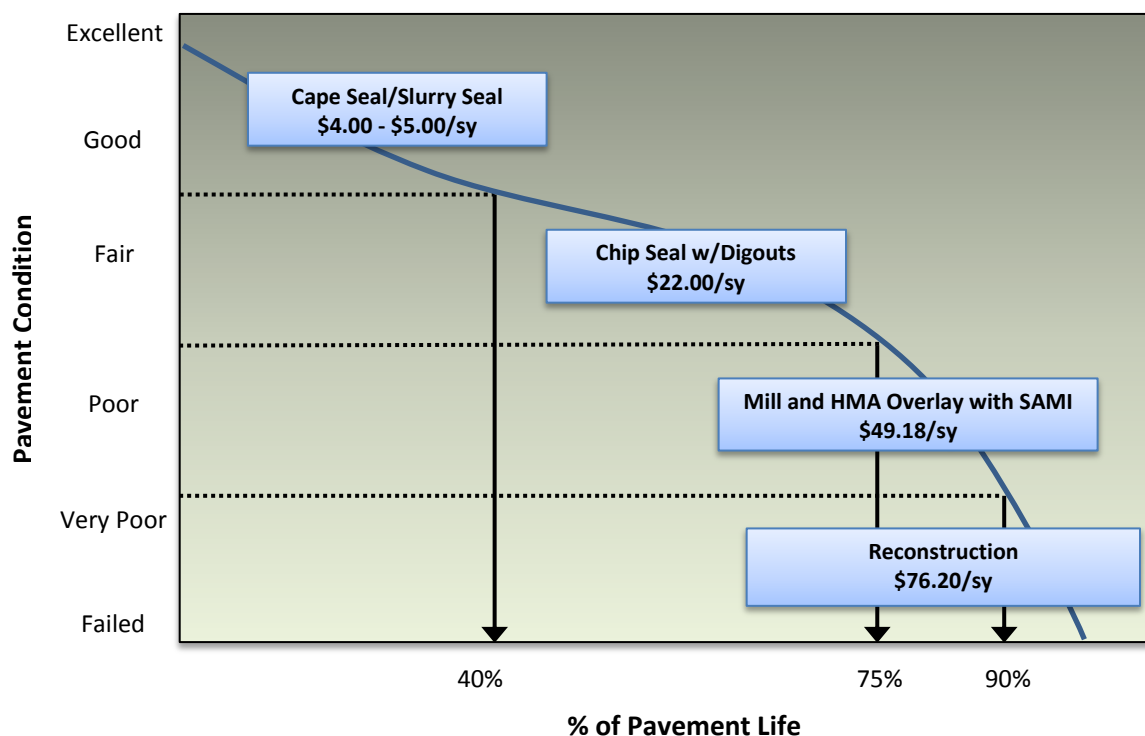 Excellent
Good
Fair
Poor
Very Poor
Failed
Pavement Condition
Cape Seal/Slurry Seal
$4.00 - $5.00/sy
Chip Seal w/Digouts
$22.00/sy
Mill and HMA Overlay with SAMI
$49.18/sy
Reconstruction
$76.20/sy
40%
75%
90%
% of Pavement Life